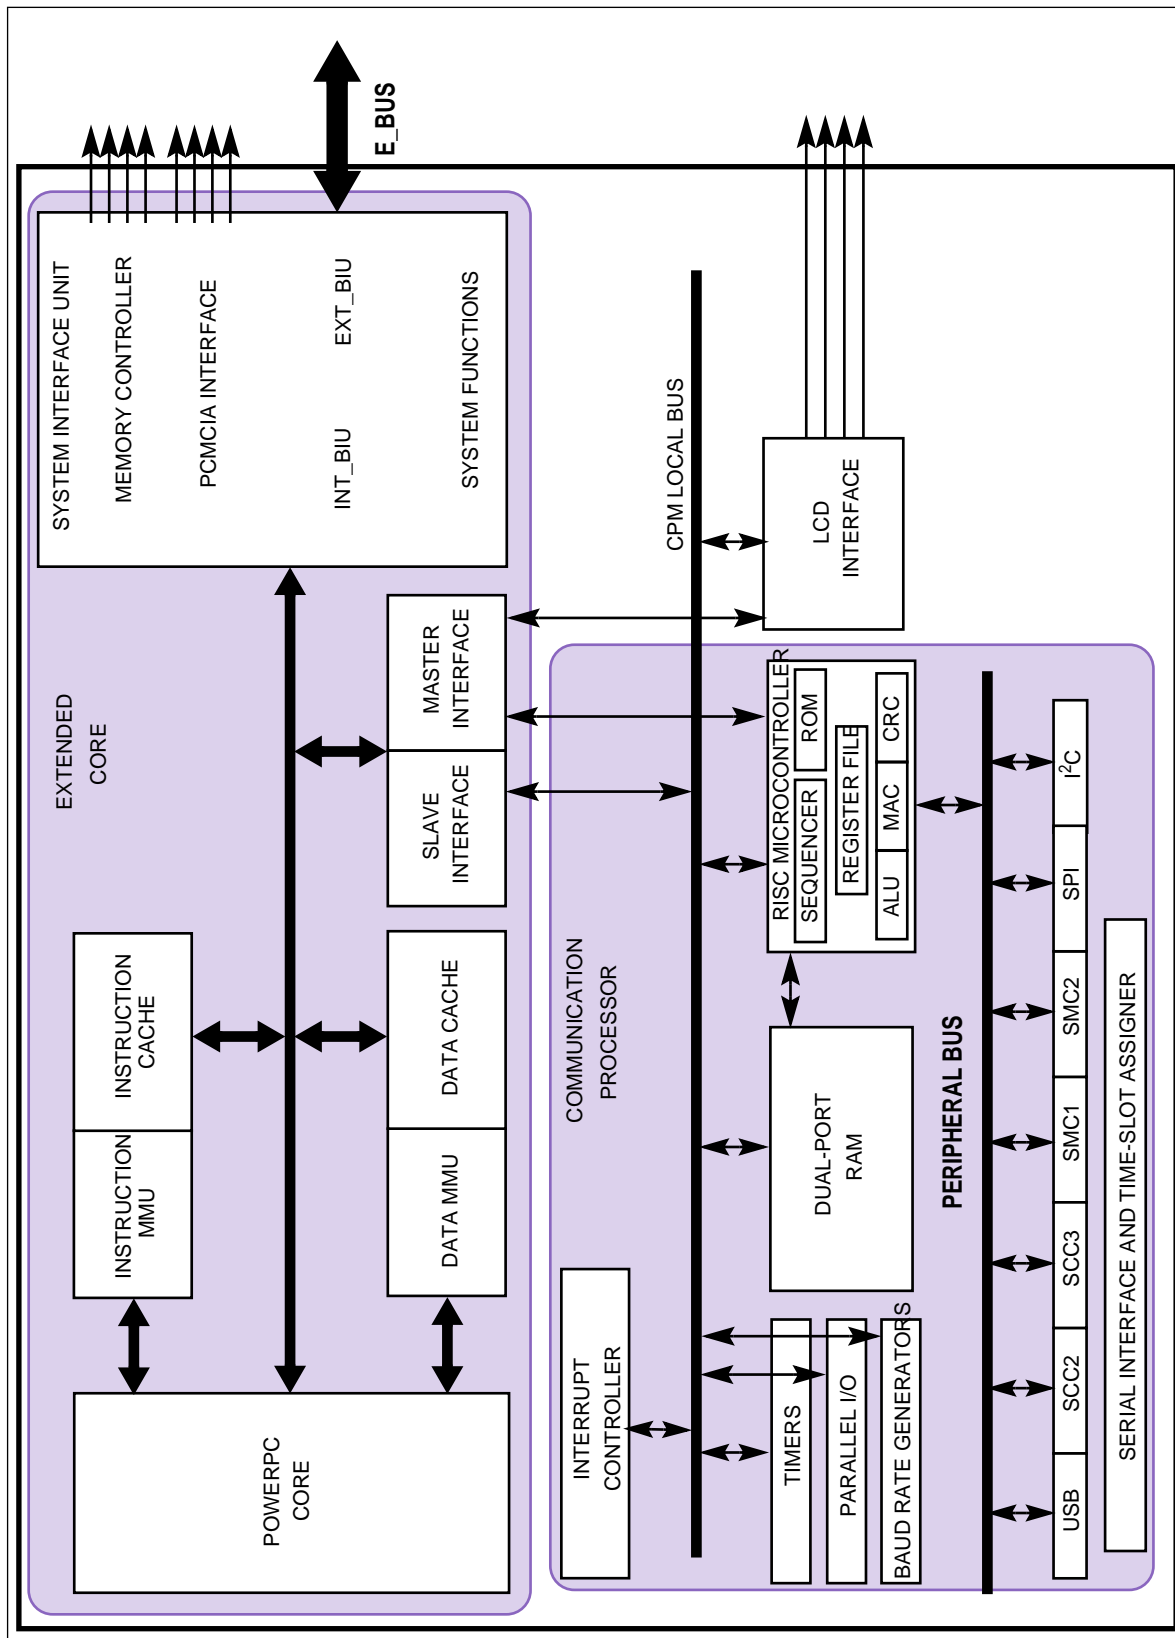 EXTENDED
CORE
POWERPC
CORE
INSTRUCTION
MMU
INSTRUCTION
CACHE
DATA MMU
DATA CACHE
SLAVE
INTERFACE
MASTER
INTERFACE
SYSTEM INTERFACE UNIT
MEMORY CONTROLLER
PCMCIA INTERFACE
INT_BIU
EXT_BIU
SYSTEM FUNCTIONS
E_BUS
COMMUNICATION
PROCESSOR
INTERRUPT
CONTROLLER
CPM LOCAL BUS
TIMERS
PARALLEL I/O
BAUD RATE GENERATORS
DUAL-PORT
RAM
RISC MICROCONTROLLER
SEQUENCER
ROM
REGISTER FILE
ALU
MAC
CRC
LCD
INTERFACE
PERIPHERAL BUS
USB
SCC2
SCC3
SMC1
SMC2
SPI
I²C
SERIAL INTERFACE AND TIME-SLOT ASSIGNER